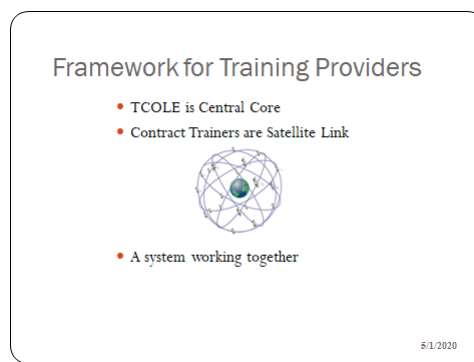 Framework for Training Providers
• TCOLE is Central Core
• Contract Trainers are Satellite Link
• A system working together
5/1/2020